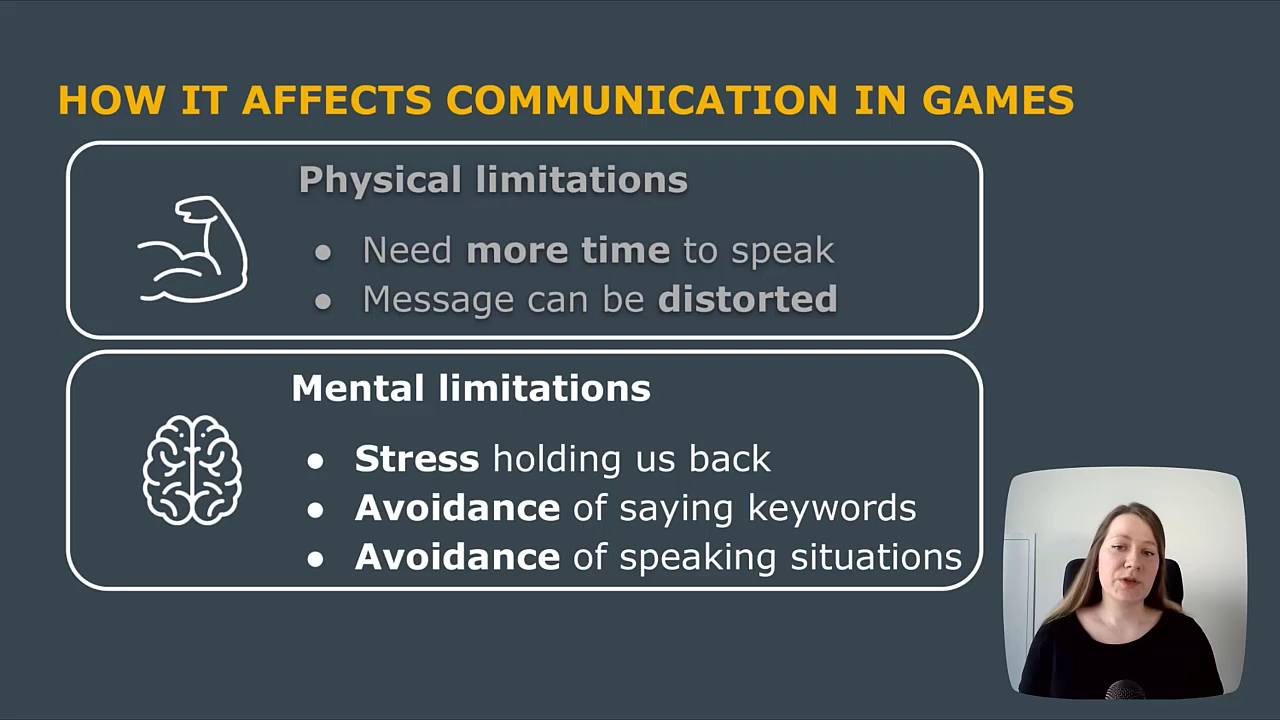 HOW IT AFFECTS COMMUNICATION IN GAMES
Physical limitations
● Need more time to speak
● Message can be distorted
Mental limitations
● Stress holding us back
● Avoidance of saying keywords
● Avoidance of speaking situations